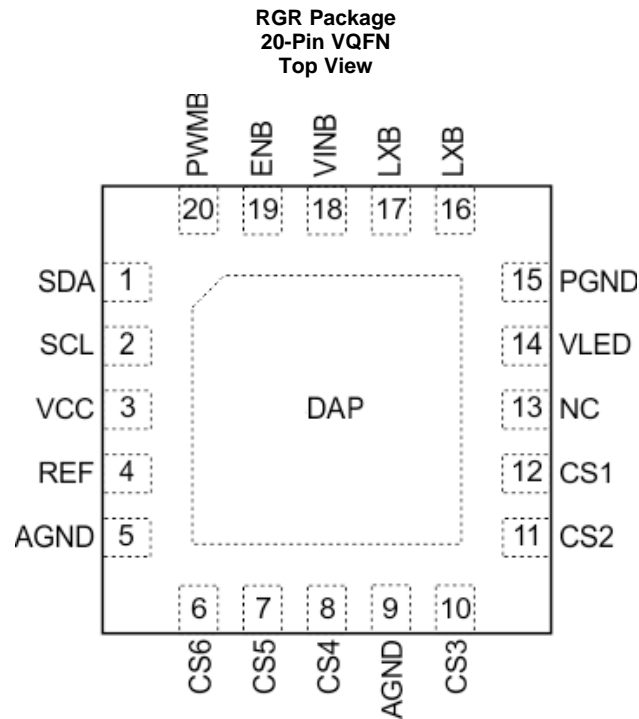 RGR Package
20-Pin VQFN
Top View
PWMB
ENB
VINB
LXB
LXB
20
19
18
17
16
SDA 1
15 PGND
SCL 2
14 VLED
VCC 3
DAP
13 NC
REF 4
12 CS1
AGND 5
11 CS2
6
7
8
9
10
CS6
CS5
CS4
AGND
CS3